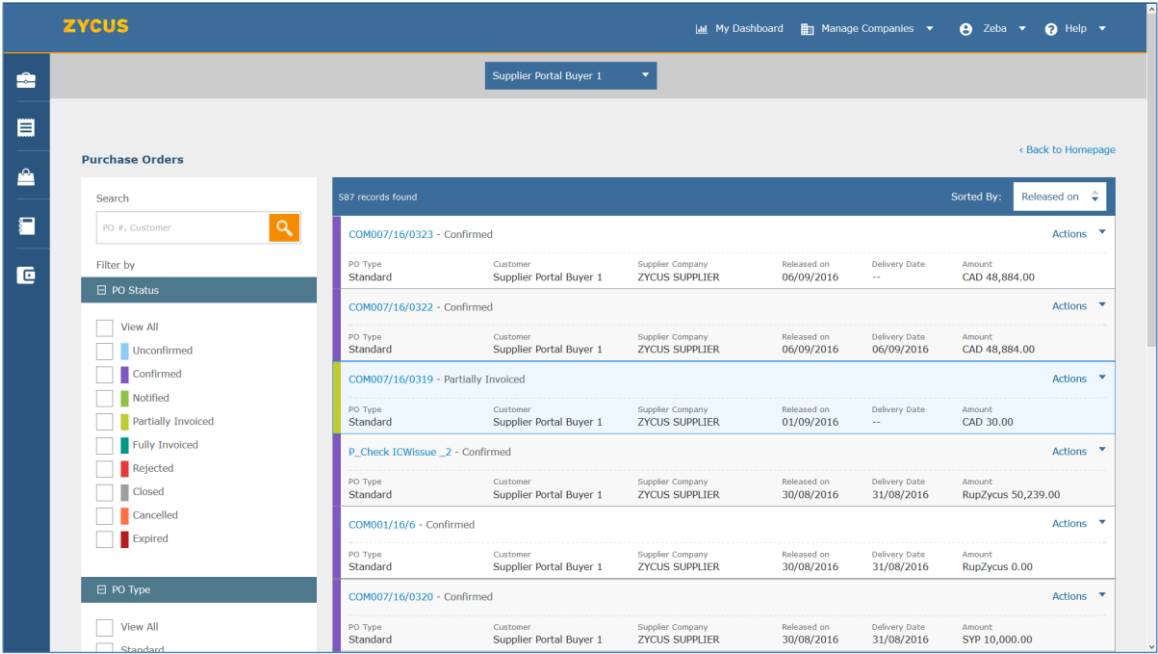 ZYCUS
My Dashboard
Manage Companies
Zeba
Help
Supplier Portal Buyer 1
‹ Back to Homepage
Purchase Orders
Search
PO #, Customer
Filter by
PO Status
View All
Unconfirmed
Confirmed
Notified
Partially Invoiced
Fully Invoiced
Rejected
Closed
Cancelled
Expired
PO Type
View All
Standard
587 records found
Sorted By: Released on
COM007/16/0323 - Confirmed Actions
PO Type Customer Supplier Company Released on Delivery Date Amount
Standard Supplier Portal Buyer 1 ZYCUS SUPPLIER 06/09/2016 -- CAD 48,884.00
COM007/16/0322 - Confirmed Actions
PO Type Customer Supplier Company Released on Delivery Date Amount
Standard Supplier Portal Buyer 1 ZYCUS SUPPLIER 06/09/2016 06/09/2016 CAD 48,884.00
COM007/16/0319 - Partially Invoiced Actions
PO Type Customer Supplier Company Released on Delivery Date Amount
Standard Supplier Portal Buyer 1 ZYCUS SUPPLIER 01/09/2016 -- CAD 30.00
P_Check ICWissue _2 - Confirmed Actions
PO Type Customer Supplier Company Released on Delivery Date Amount
Standard Supplier Portal Buyer 1 ZYCUS SUPPLIER 30/08/2016 31/08/2016 RupZycus 50,239.00
COM001/16/6 - Confirmed Actions
PO Type Customer Supplier Company Released on Delivery Date Amount
Standard Supplier Portal Buyer 1 ZYCUS SUPPLIER 30/08/2016 31/08/2016 RupZycus 0.00
COM007/16/0320 - Confirmed Actions
PO Type Customer Supplier Company Released on Delivery Date Amount
Standard Supplier Portal Buyer 1 ZYCUS SUPPLIER 30/08/2016 31/08/2016 SYP 10,000.00